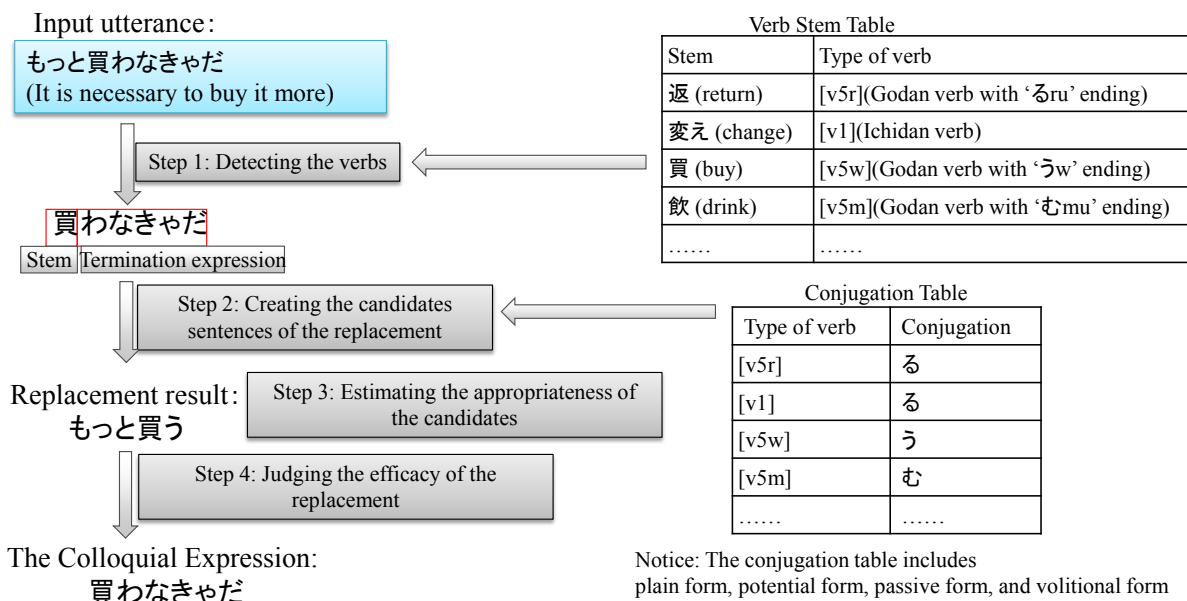 Input utterance:
もっと買わなきゃだ
(It is necessary to buy it more)
Step 1: Detecting the verbs
買わなきゃだ
Stem Termination expression
Step 2: Creating the candidates
sentences of the replacement
Replacement result:
もっと買う
Step 3: Estimating the appropriateness of
the candidates
Step 4: Judging the efficacy of the
replacement
The Colloquial Expression:
買わなきゃだ
Verb Stem Table
Stem Type of verb
返 (return) [v5r](Godan verb with ‘るru’ ending)
変え (change) [v1](Ichidan verb)
買 (buy) [v5w](Godan verb with ‘うw’ ending)
飲 (drink) [v5m](Godan verb with ‘むmu’ ending)
…… ……
Conjugation Table
Type of verb Conjugation
[v5r] る
[v1] る
[v5w] う
[v5m] む
…… ……
Notice: The conjugation table includes
plain form, potential form, passive form, and volitional form